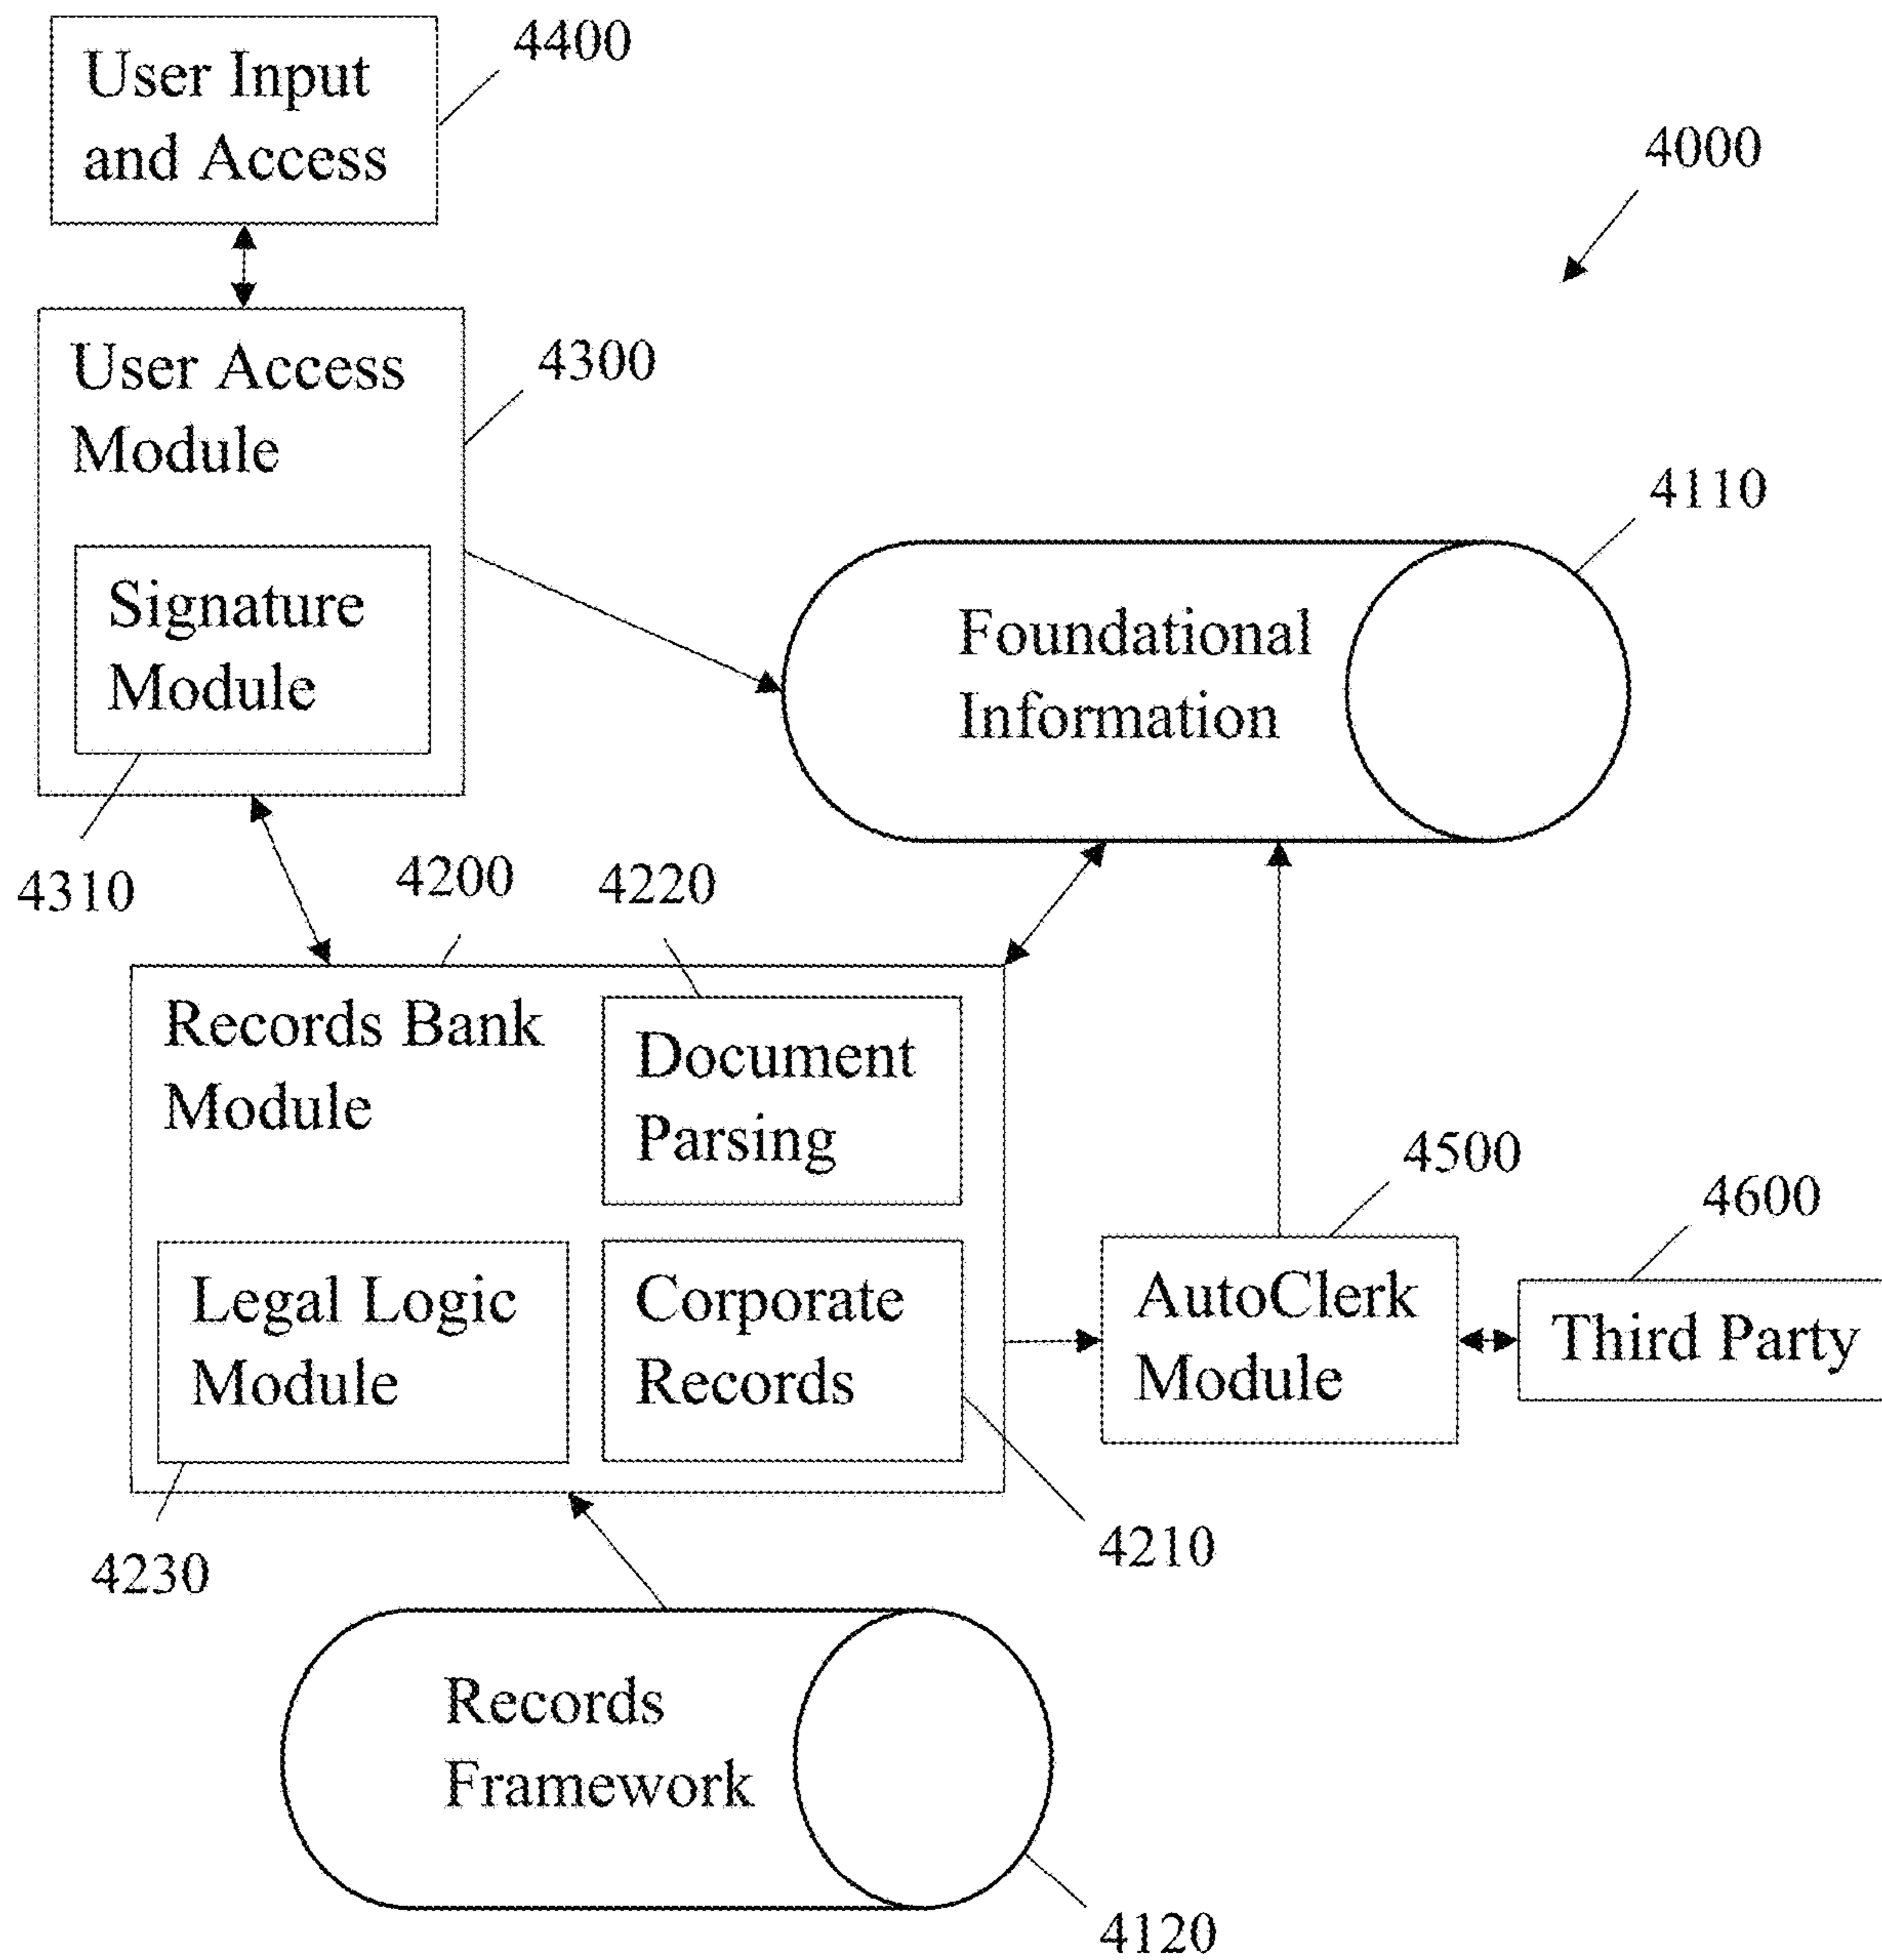 4400
User Input
and Access
4000
4300
User Access
Module
4110
Signature
Module
Foundational
Information
4310
4200
4220
Records Bank
Module
Document
Parsing
4500
4600
Legal Logic
Module
Corporate
Records
AutoClerk
Module
Third Party
4230
4210
Records
Framework
4120